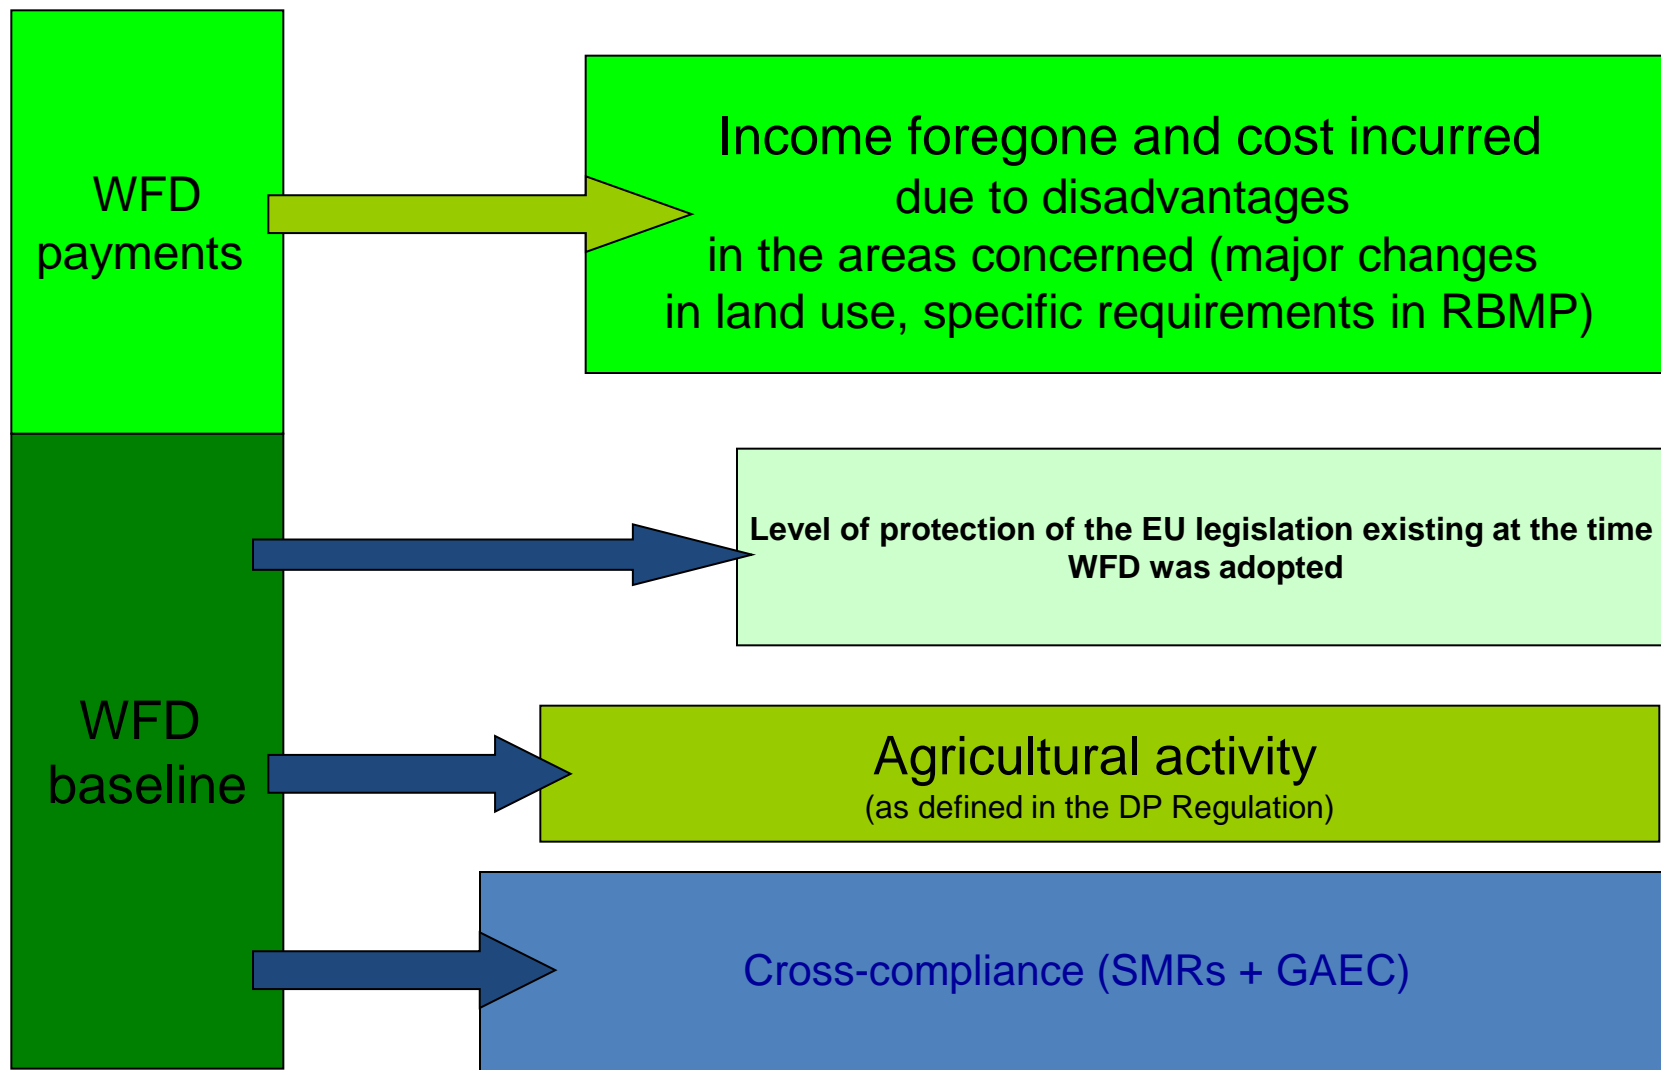 WFD
payments
Income foregone and cost incurred
due to disadvantages
in the areas concerned (major changes
in land use, specific requirements in RBMP)
Level of protection of the EU legislation existing at the time
WFD was adopted
WFD
baseline
Agricultural activity
(as defined in the DP Regulation)
Cross-compliance (SMRs + GAEC)